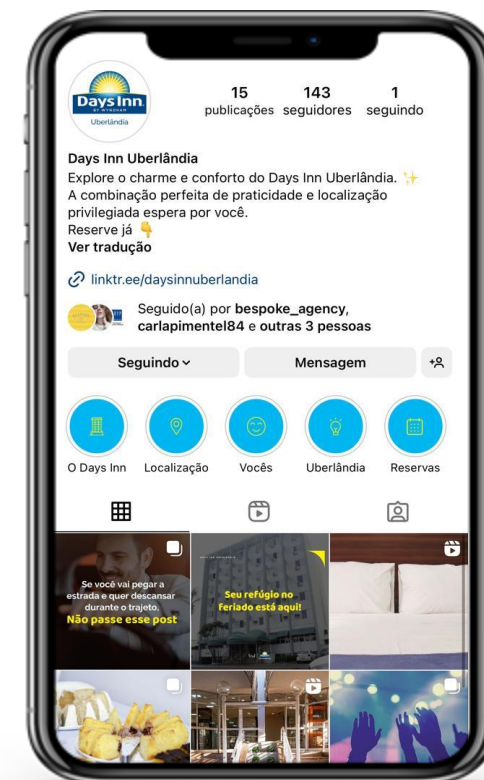 Days Inn
BY WYNDHAM
Uberlândia
15 143 1
publicações seguidores seguindo
Days Inn Uberlândia
Explore o charme e conforto do Days Inn Uberlândia. ✨
A combinação perfeita de praticidade e localização
privilegiada espera por você.
Reserve já 👇
Ver tradução
linktr.ee/daysinnuberlandia
Seguido(a) por bespoke_agency,
carlapimentel84 e outras 3 pessoas
Seguindo Mensagem
O Days Inn Localização Vocês Uberlândia Reservas
Se você vai pegar a
estrada e quer descansar
durante o trajeto,
Não passe esse post
Seu refúgio no
feriado está aqui!
Days Inn